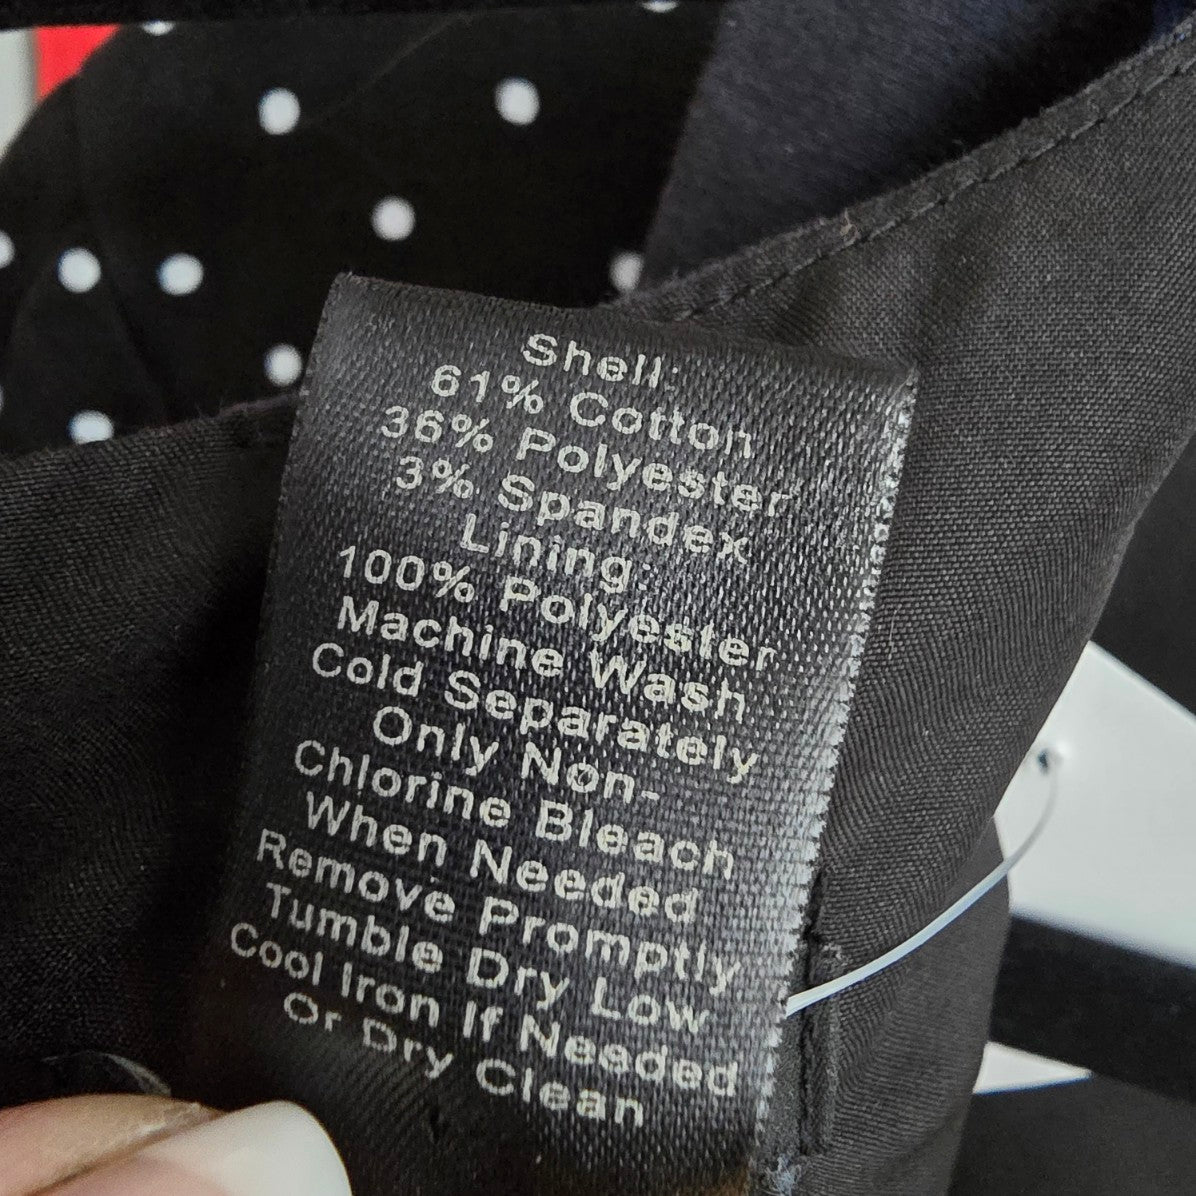 Shell:
61% Cotton
36% Polyester
3% Spandex
Lining:
100% Polyester
Machine Wash
Cold Separately
Only Non-
Chlorine Bleach
When Needed
Remove Promptly
Tumble Dry Low
Cool Iron If Needed
Or Dry Clean